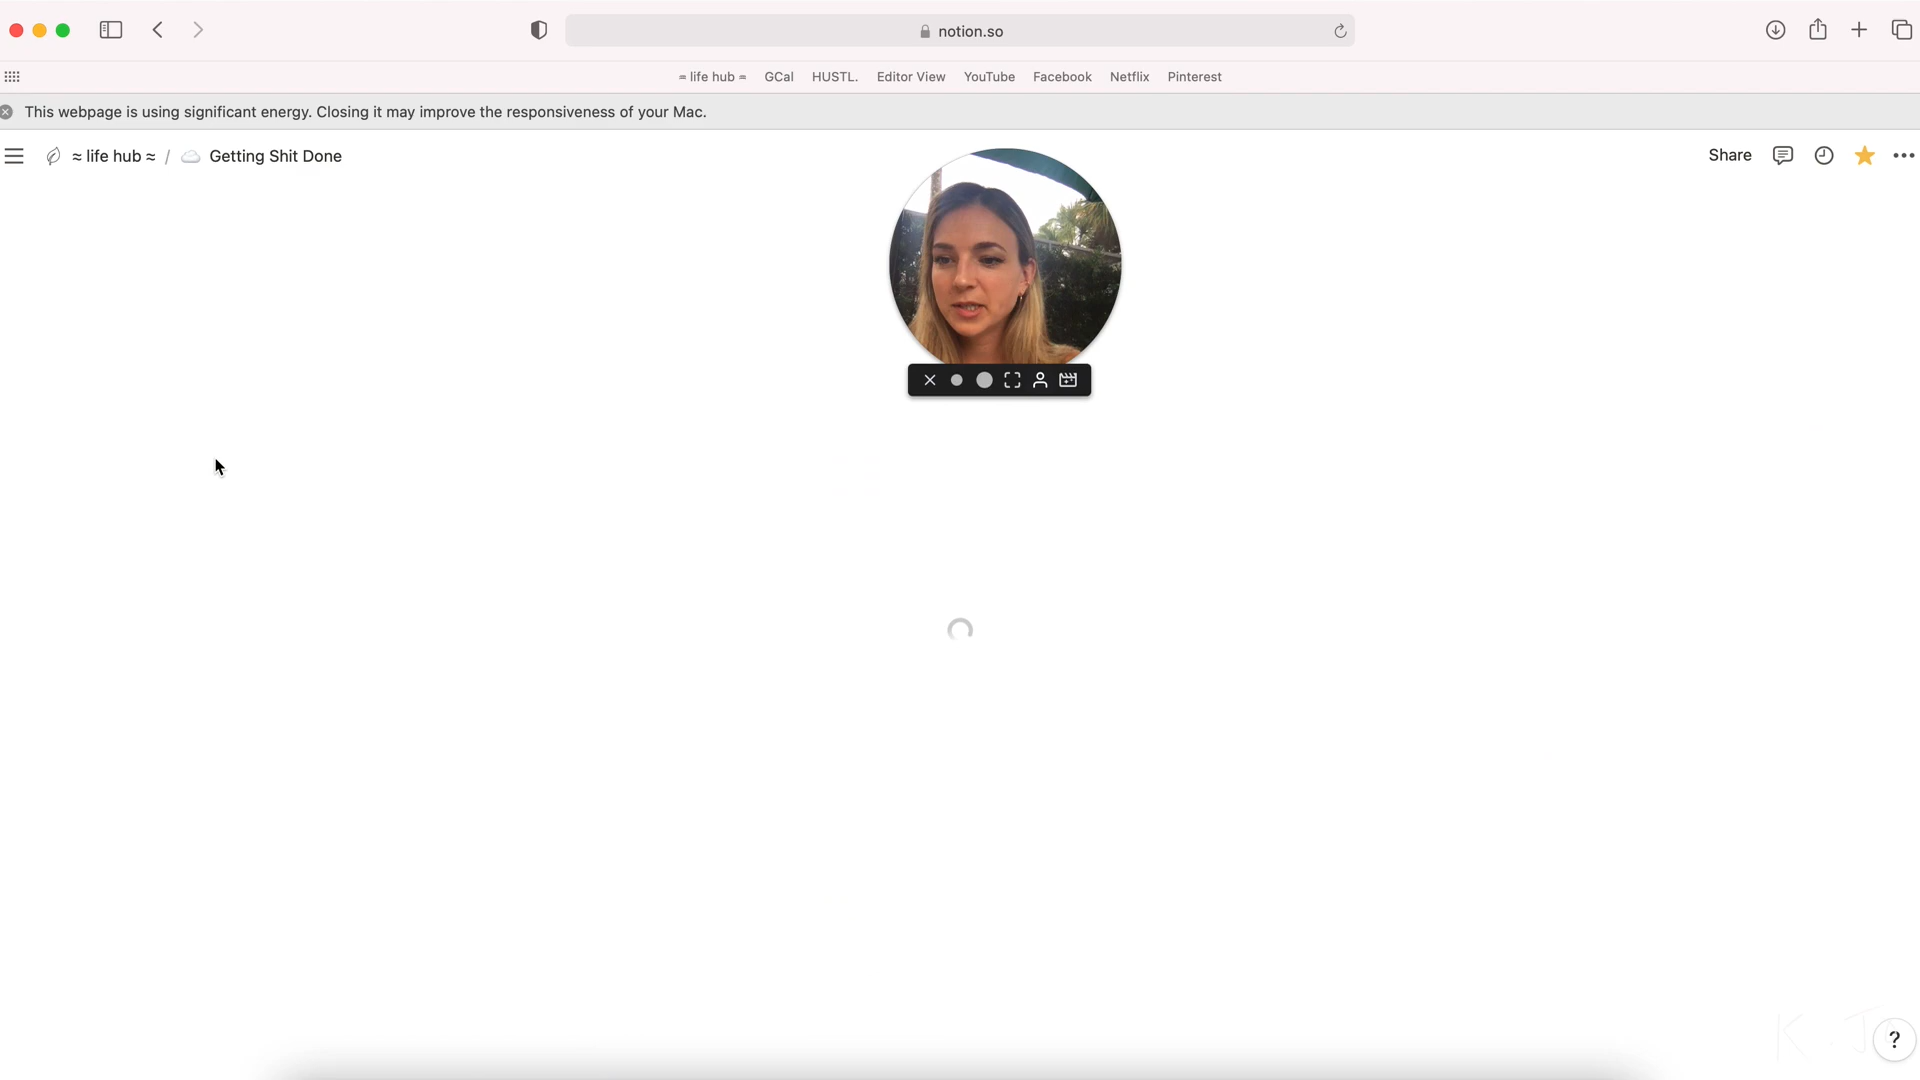 notion.so
≈ life hub ≈ GCal HUSTL. Editor View YouTube Facebook Netflix Pinterest
This webpage is using significant energy. Closing it may improve the responsiveness of your Mac.
≈ life hub ≈ / Getting Shit Done Share
?